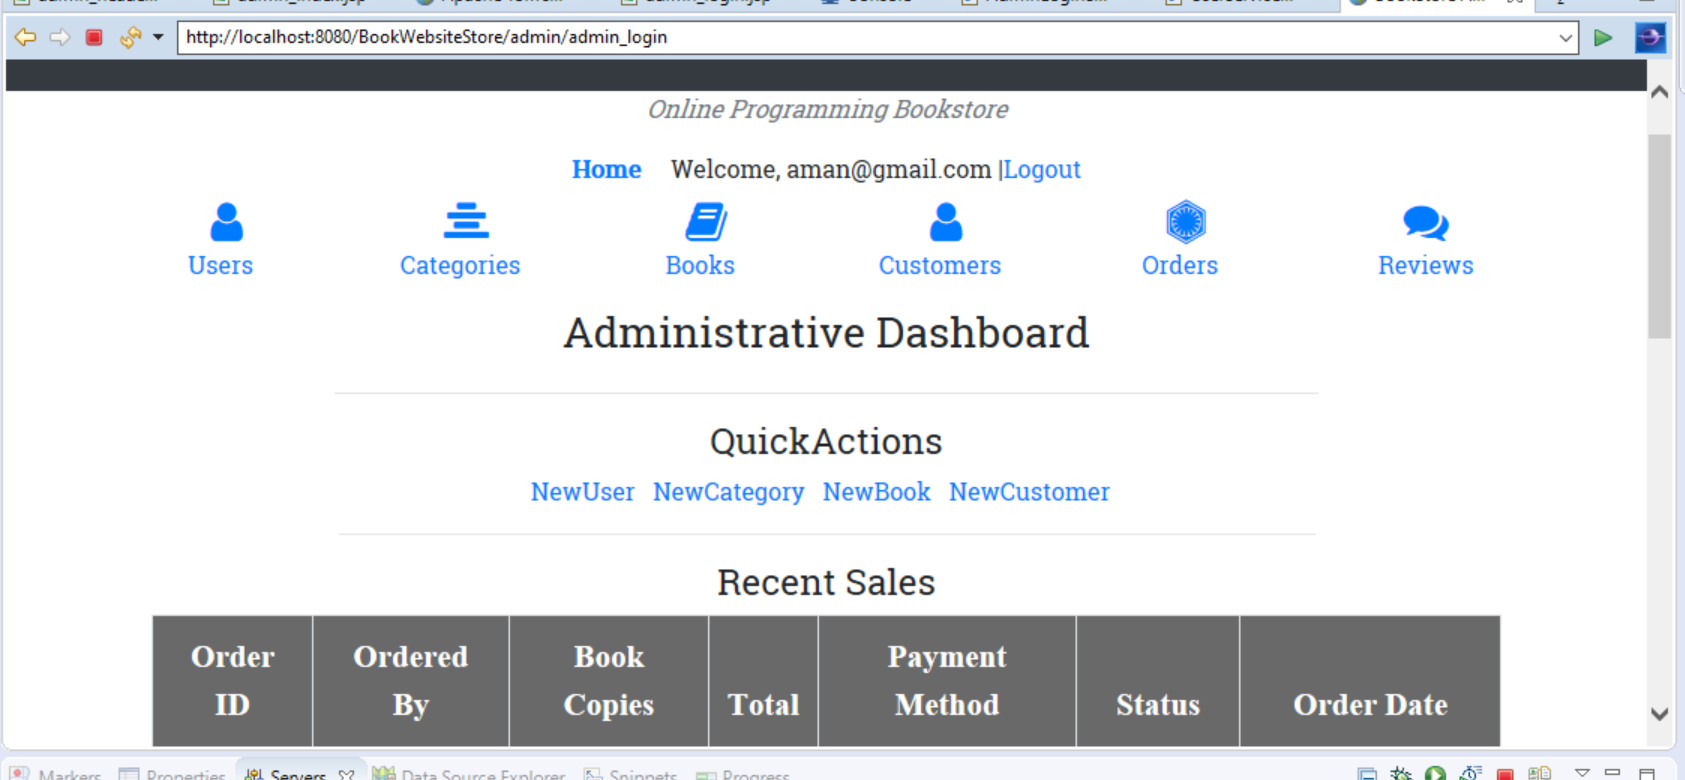 http://localhost:8080/BookWebsiteStore/admin/admin_login
Online Programming Bookstore
Home Welcome, aman@gmail.com |Logout
Users Categories Books Customers Orders Reviews
Administrative Dashboard
QuickActions
NewUser NewCategory NewBook NewCustomer
Recent Sales
Order ID Ordered By Book Copies Total Payment Method Status Order Date
Markers Properties Servers Data Source Explorer Snippets Progress